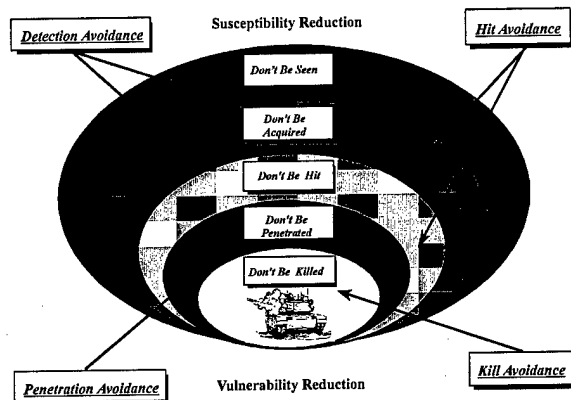 Susceptibility Reduction
Detection Avoidance
Hit Avoidance
Don't Be Seen
Don't Be
Acquired
Don't Be Hit
Don't Be
Penetrated
Don't Be Killed
Penetration Avoidance
Vulnerability Reduction
Kill Avoidance